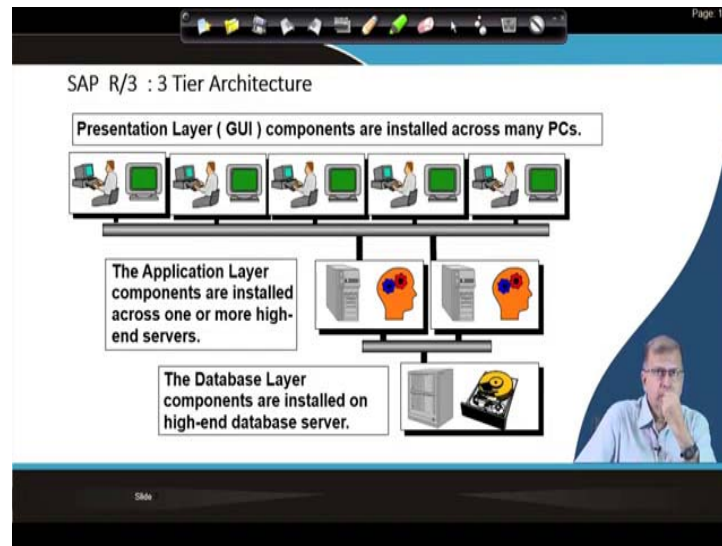 Page: 1
SAP R/3 : 3 Tier Architecture
Presentation Layer ( GUI ) components are installed across many PCs.
The Application Layer
components are installed
across one or more high-
end servers.
The Database Layer
components are installed on
high-end database server.
Slide